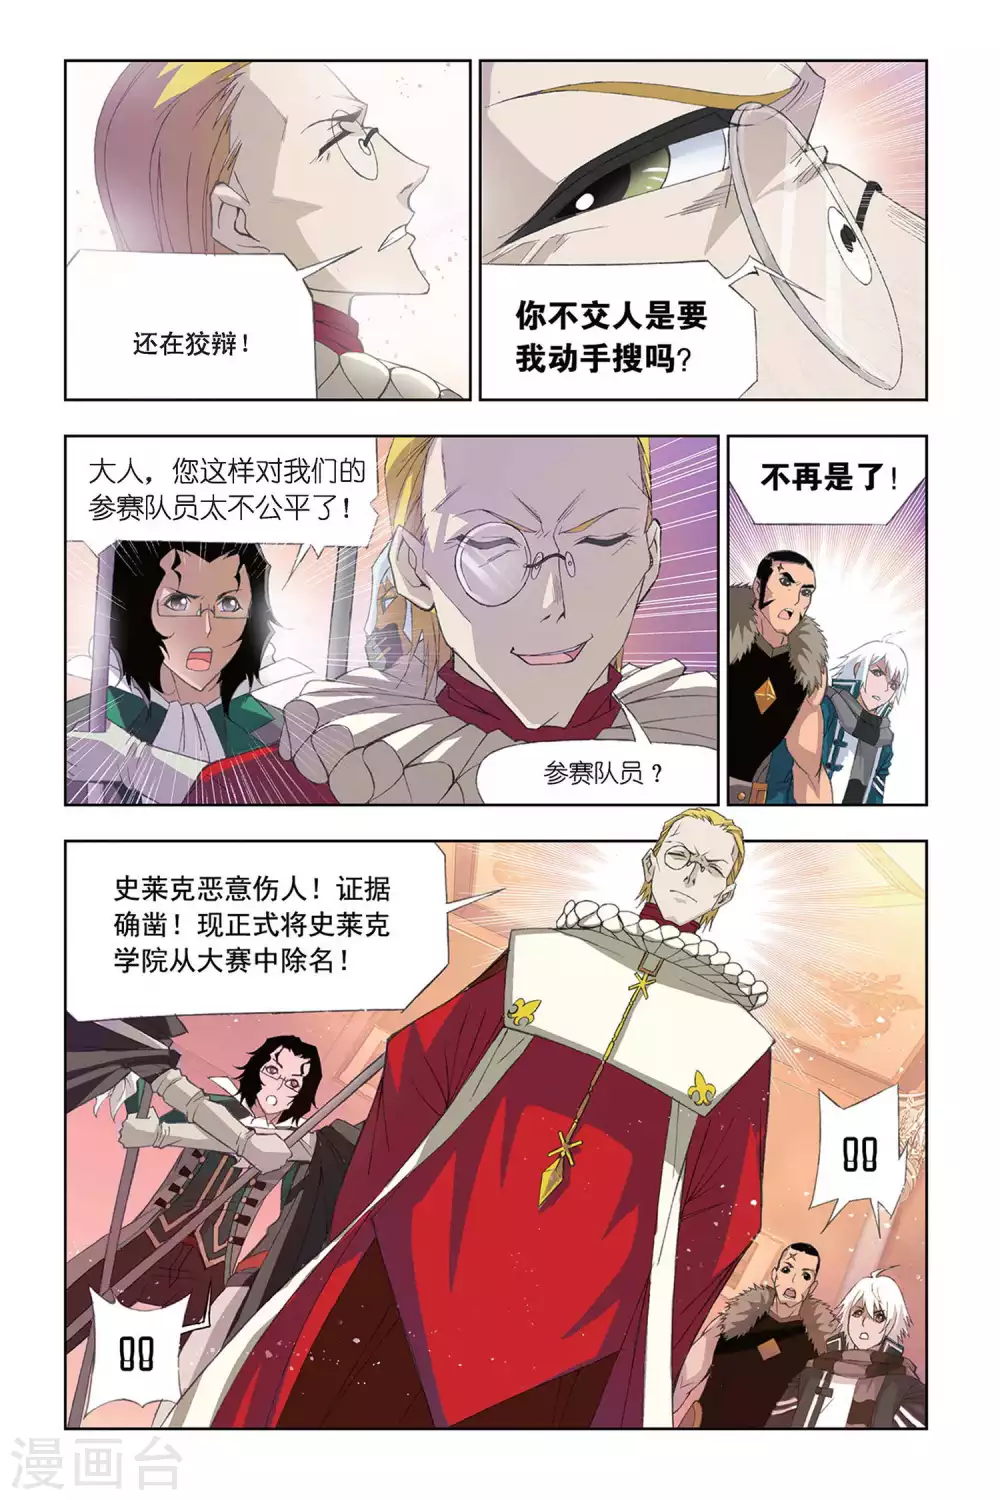 还在狡辩！
你不交人是要
我动手搜吗？
大人，您这样对我们的
参赛队员太不公平了！
参赛队员？
不再是了！
史莱克恶意伤人！证据
确凿！现正式将史莱克
学院从大赛中除名！
!!
!!
漫画台